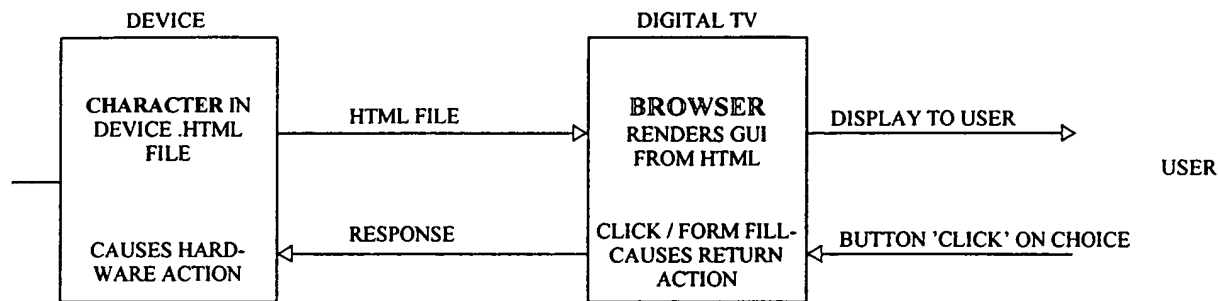 DEVICE
DIGITAL TV
CHARACTER IN
DEVICE .HTML
FILE
HTML FILE
BROWSER
RENDERS GUI
FROM HTML
DISPLAY TO USER
USER
CAUSES HARD-
WARE ACTION
RESPONSE
CLICK / FORM FILL-
CAUSES RETURN
ACTION
BUTTON 'CLICK' ON CHOICE